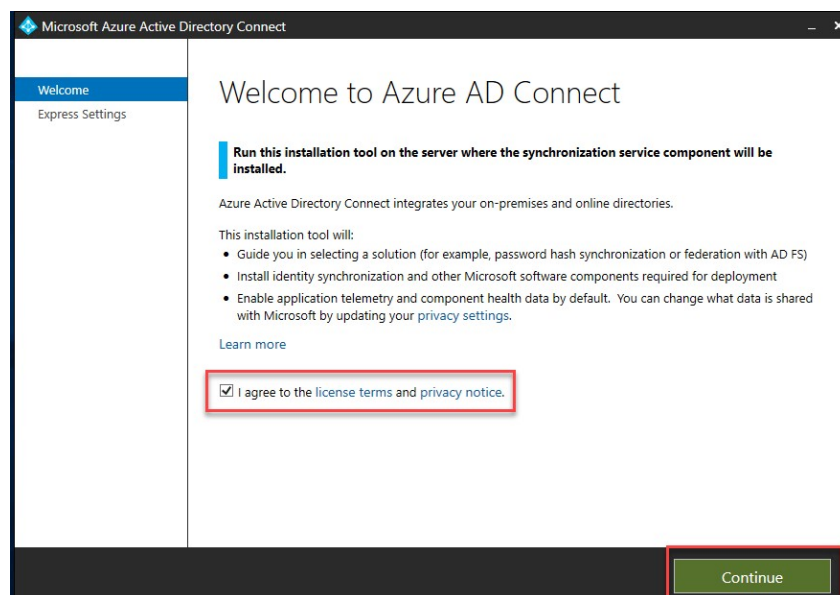 Microsoft Azure Active Directory Connect
Welcome
Express Settings
Welcome to Azure AD Connect
Run this installation tool on the server where the synchronization service component will be
installed.
Azure Active Directory Connect integrates your on-premises and online directories.
This installation tool will:
• Guide you in selecting a solution (for example, password hash synchronization or federation with AD FS)
• Install identity synchronization and other Microsoft software components required for deployment
• Enable application telemetry and component health data by default. You can change what data is shared
with Microsoft by updating your privacy settings.
Learn more
I agree to the license terms and privacy notice.
Continue